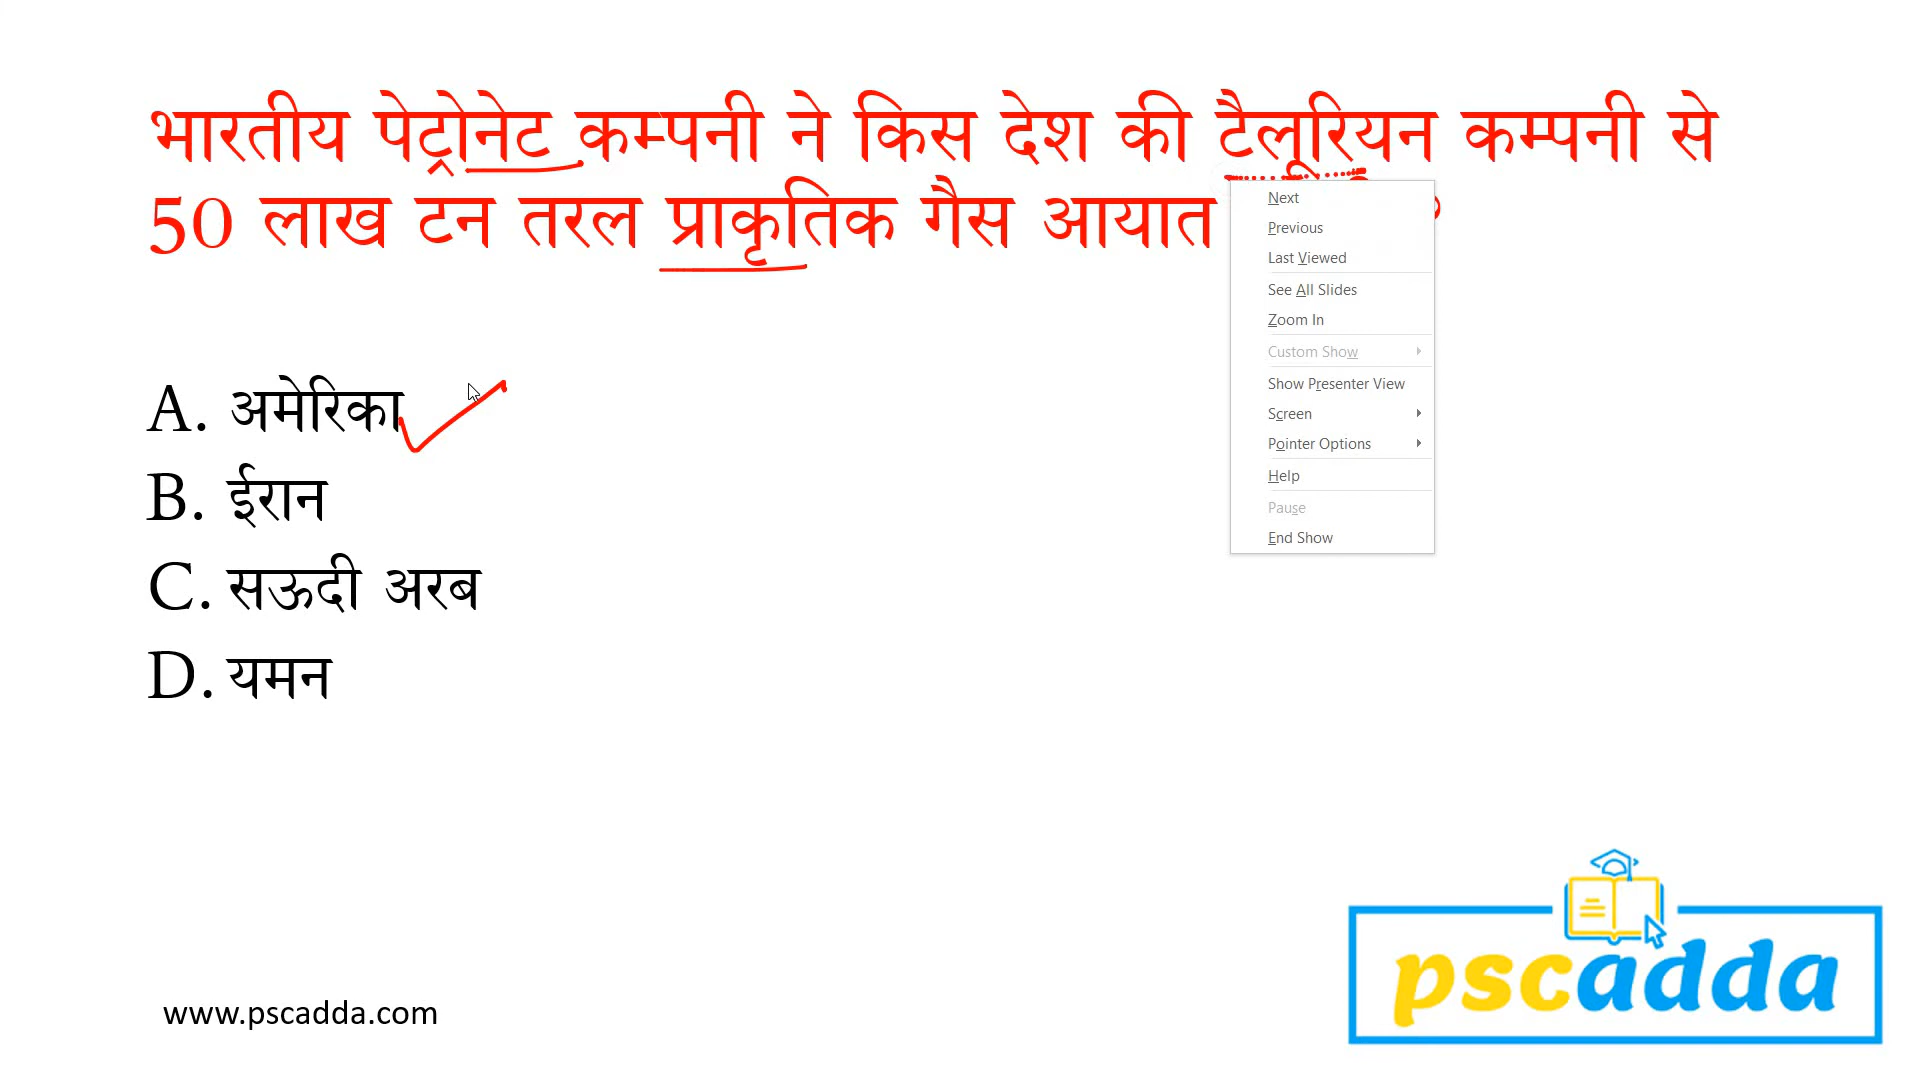 भारतीय पेट्रोनेट कम्पनी ने किस देश की टैलूरियन कम्पनी से
50 लाख टन तरल प्राकृतिक गैस आयात
Next
Previous
Last Viewed
See All Slides
Zoom In
Custom Show
Show Presenter View
Screen
Pointer Options
Help
Pause
End Show
A. अमेरिका
B. ईरान
C. सऊदी अरब
D. यमन
www.pscadda.com
pscadda